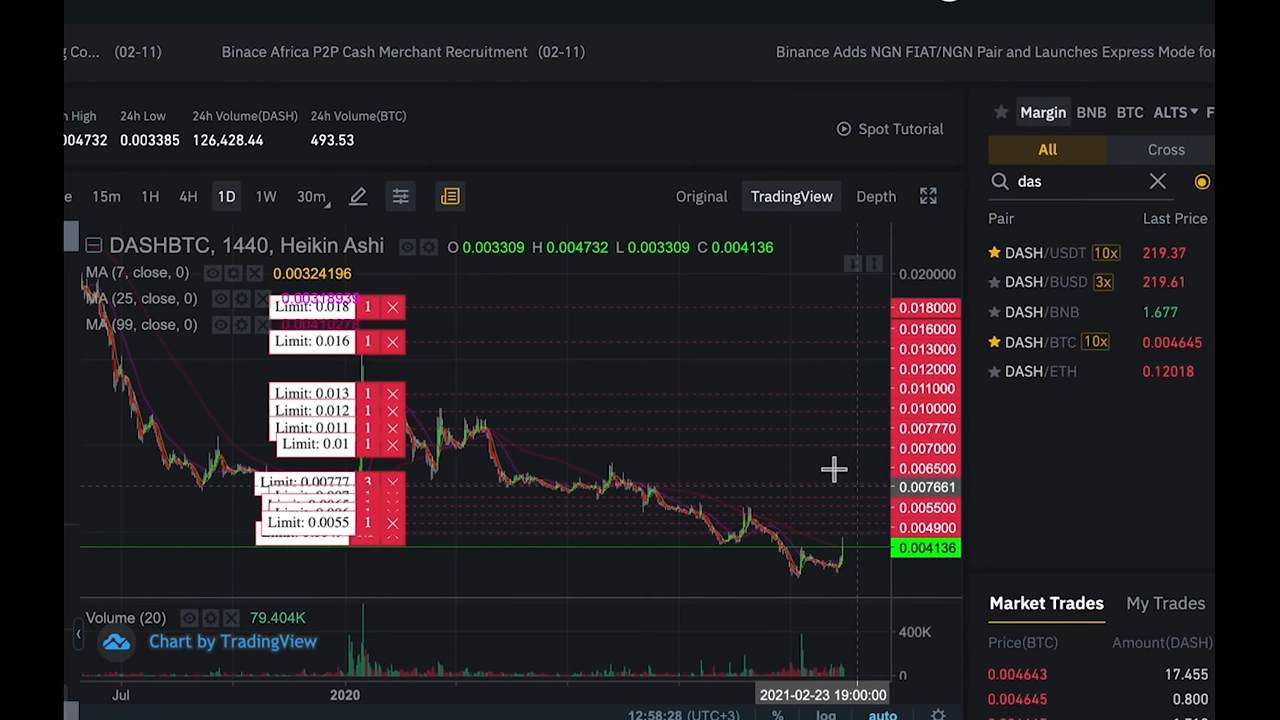 g Co... (02-11) Binace Africa P2P Cash Merchant Recruitment (02-11) Binance Adds NGN FIAT/NGN Pair and Launches Express Mode for
High 24h Low 24h Volume(DASH) 24h Volume(BTC)
004732 0.003385 126,428.44 493.53
Spot Tutorial
e 15m 1H 4H 1D 1W 30m Original TradingView Depth
DASHBTC, 1440, Heikin Ashi O 0.003309 H 0.004732 L 0.003309 C 0.004136
MA (7, close, 0) 0.00324196
MA (25, close, 0) 0.00318939
MA (99, close, 0)
Limit: 0.018 1
Limit: 0.016 1
Limit: 0.013 1
Limit: 0.012 1
Limit: 0.011 1
Limit: 0.01 1
Limit: 0.00777 3
Limit: 0.0055 1
0.020000
0.018000
0.016000
0.013000
0.012000
0.011000
0.010000
0.007770
0.007000
0.006500
0.007661
0.005500
0.004900
0.004136
Volume (20) 79.404K
Chart by TradingView
400K
0
Jul 2020 2021-02-23 19:00:00
12:58:28 (UTC+3) % log auto
Margin BNB BTC ALTS F
All Cross
das
Pair Last Price
DASH/USDT 10x 219.37
DASH/BUSD 3x 219.61
DASH/BNB 1.677
DASH/BTC 10x 0.004645
DASH/ETH 0.12018
Market Trades My Trades
Price(BTC) Amount(DASH)
0.004643 17.455
0.004645 0.800